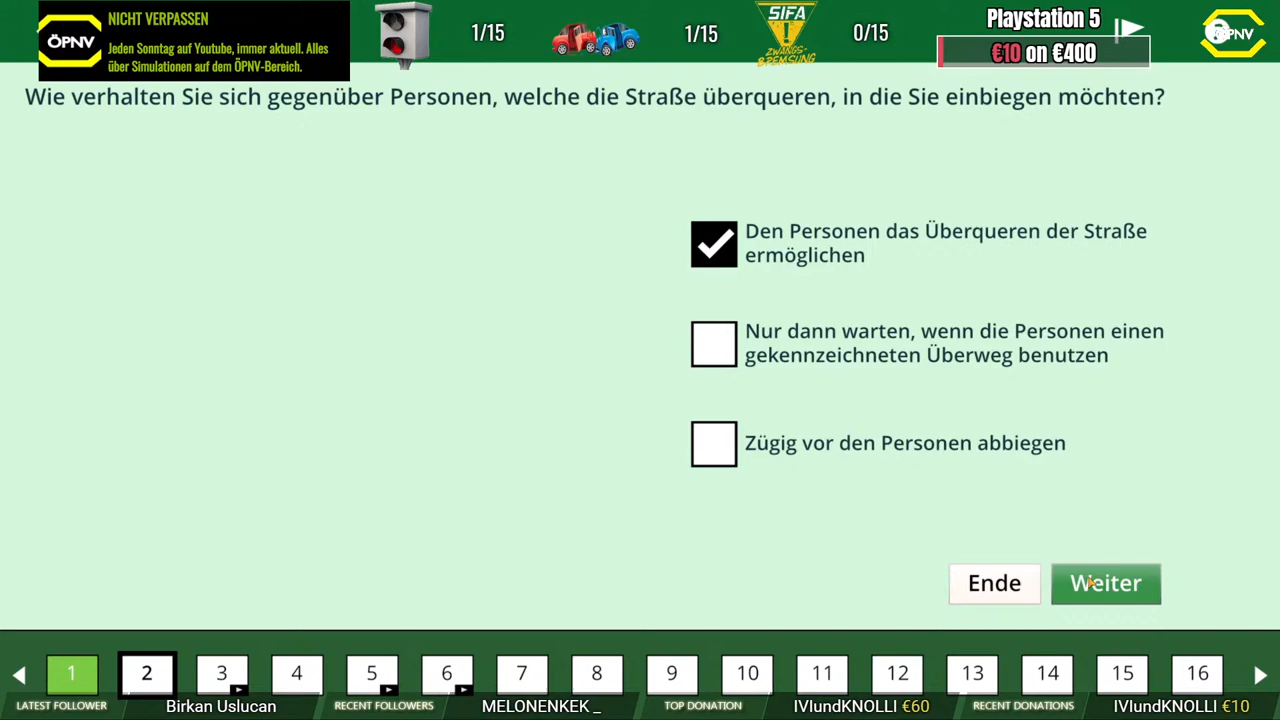 NICHT VERPASSEN
ÖPNV
Jeden Sonntag auf Youtube, immer aktuell. Alles
über Simulationen auf dem ÖPNV-Bereich.
1/15
1/15
SIFA
ZWANGS-
BREMSUNG
0/15
Playstation 5
€10 on €400
ÖPNV
Wie verhalten Sie sich gegenüber Personen, welche die Straße überqueren, in die Sie einbiegen möchten?
Den Personen das Überqueren der Straße
ermöglichen
Nur dann warten, wenn die Personen einen
gekennzeichneten Überweg benutzen
Zügig vor den Personen abbiegen
Ende Weiter
1 2 3 4 5 6 7 8 9 10 11 12 13 14 15 16
LATEST FOLLOWER Birkan Uslucan RECENT FOLLOWERS MELONENKEK _ TOP DONATION IVIundKNOLLI €60 RECENT DONATIONS IVIundKNOLLI €10